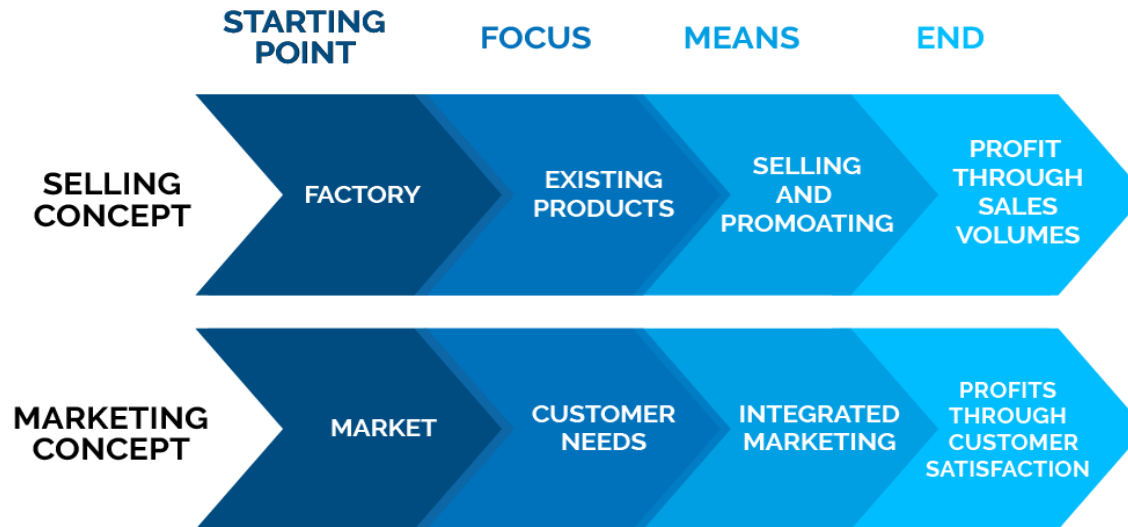 STARTING
POINT
FOCUS
MEANS
END
SELLING
CONCEPT
FACTORY
EXISTING
PRODUCTS
SELLING
AND
PROMOATING
PROFIT
THROUGH
SALES
VOLUMES
MARKETING
CONCEPT
MARKET
CUSTOMER
NEEDS
INTEGRATED
MARKETING
PROFITS
THROUGH
CUSTOMER
SATISFACTION